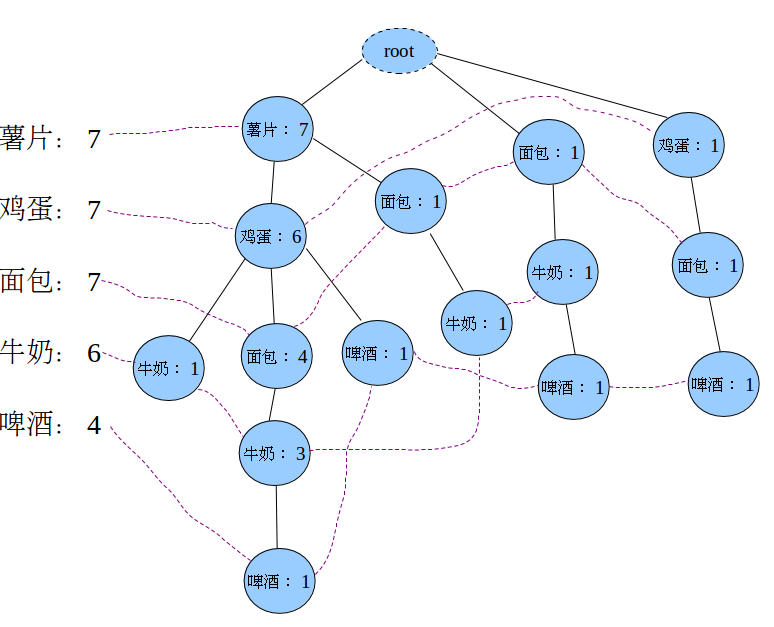 root
薯片： 7
鸡蛋： 7
面包： 7
牛奶： 6
啤酒： 4
薯片： 7
面包： 1
鸡蛋： 1
面包： 1
鸡蛋： 6
面包： 1
牛奶： 1
牛奶： 1
牛奶： 1
面包： 4
啤酒： 1
啤酒： 1
啤酒： 1
牛奶： 3
啤酒： 1